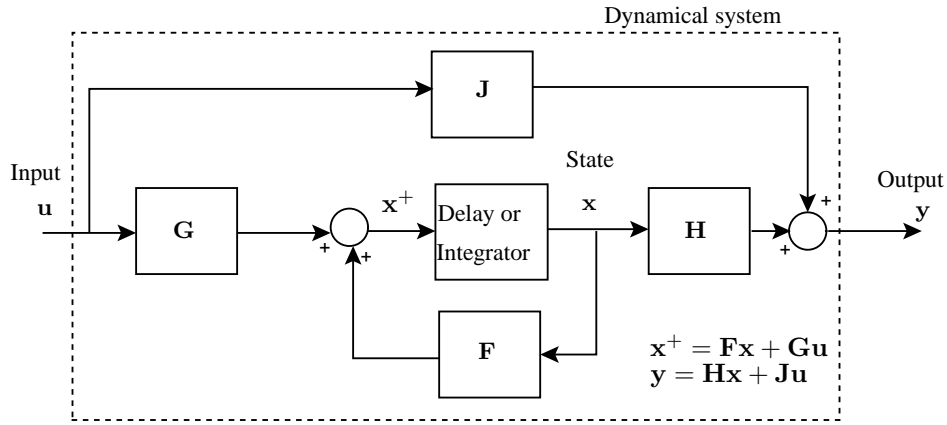 Dynamical system
J
Input
u
G
+
+
x⁺
Delay or
Integrator
State
x
H
+
+
Output
y
F
x⁺ = Fx + Gu
y = Hx + Ju